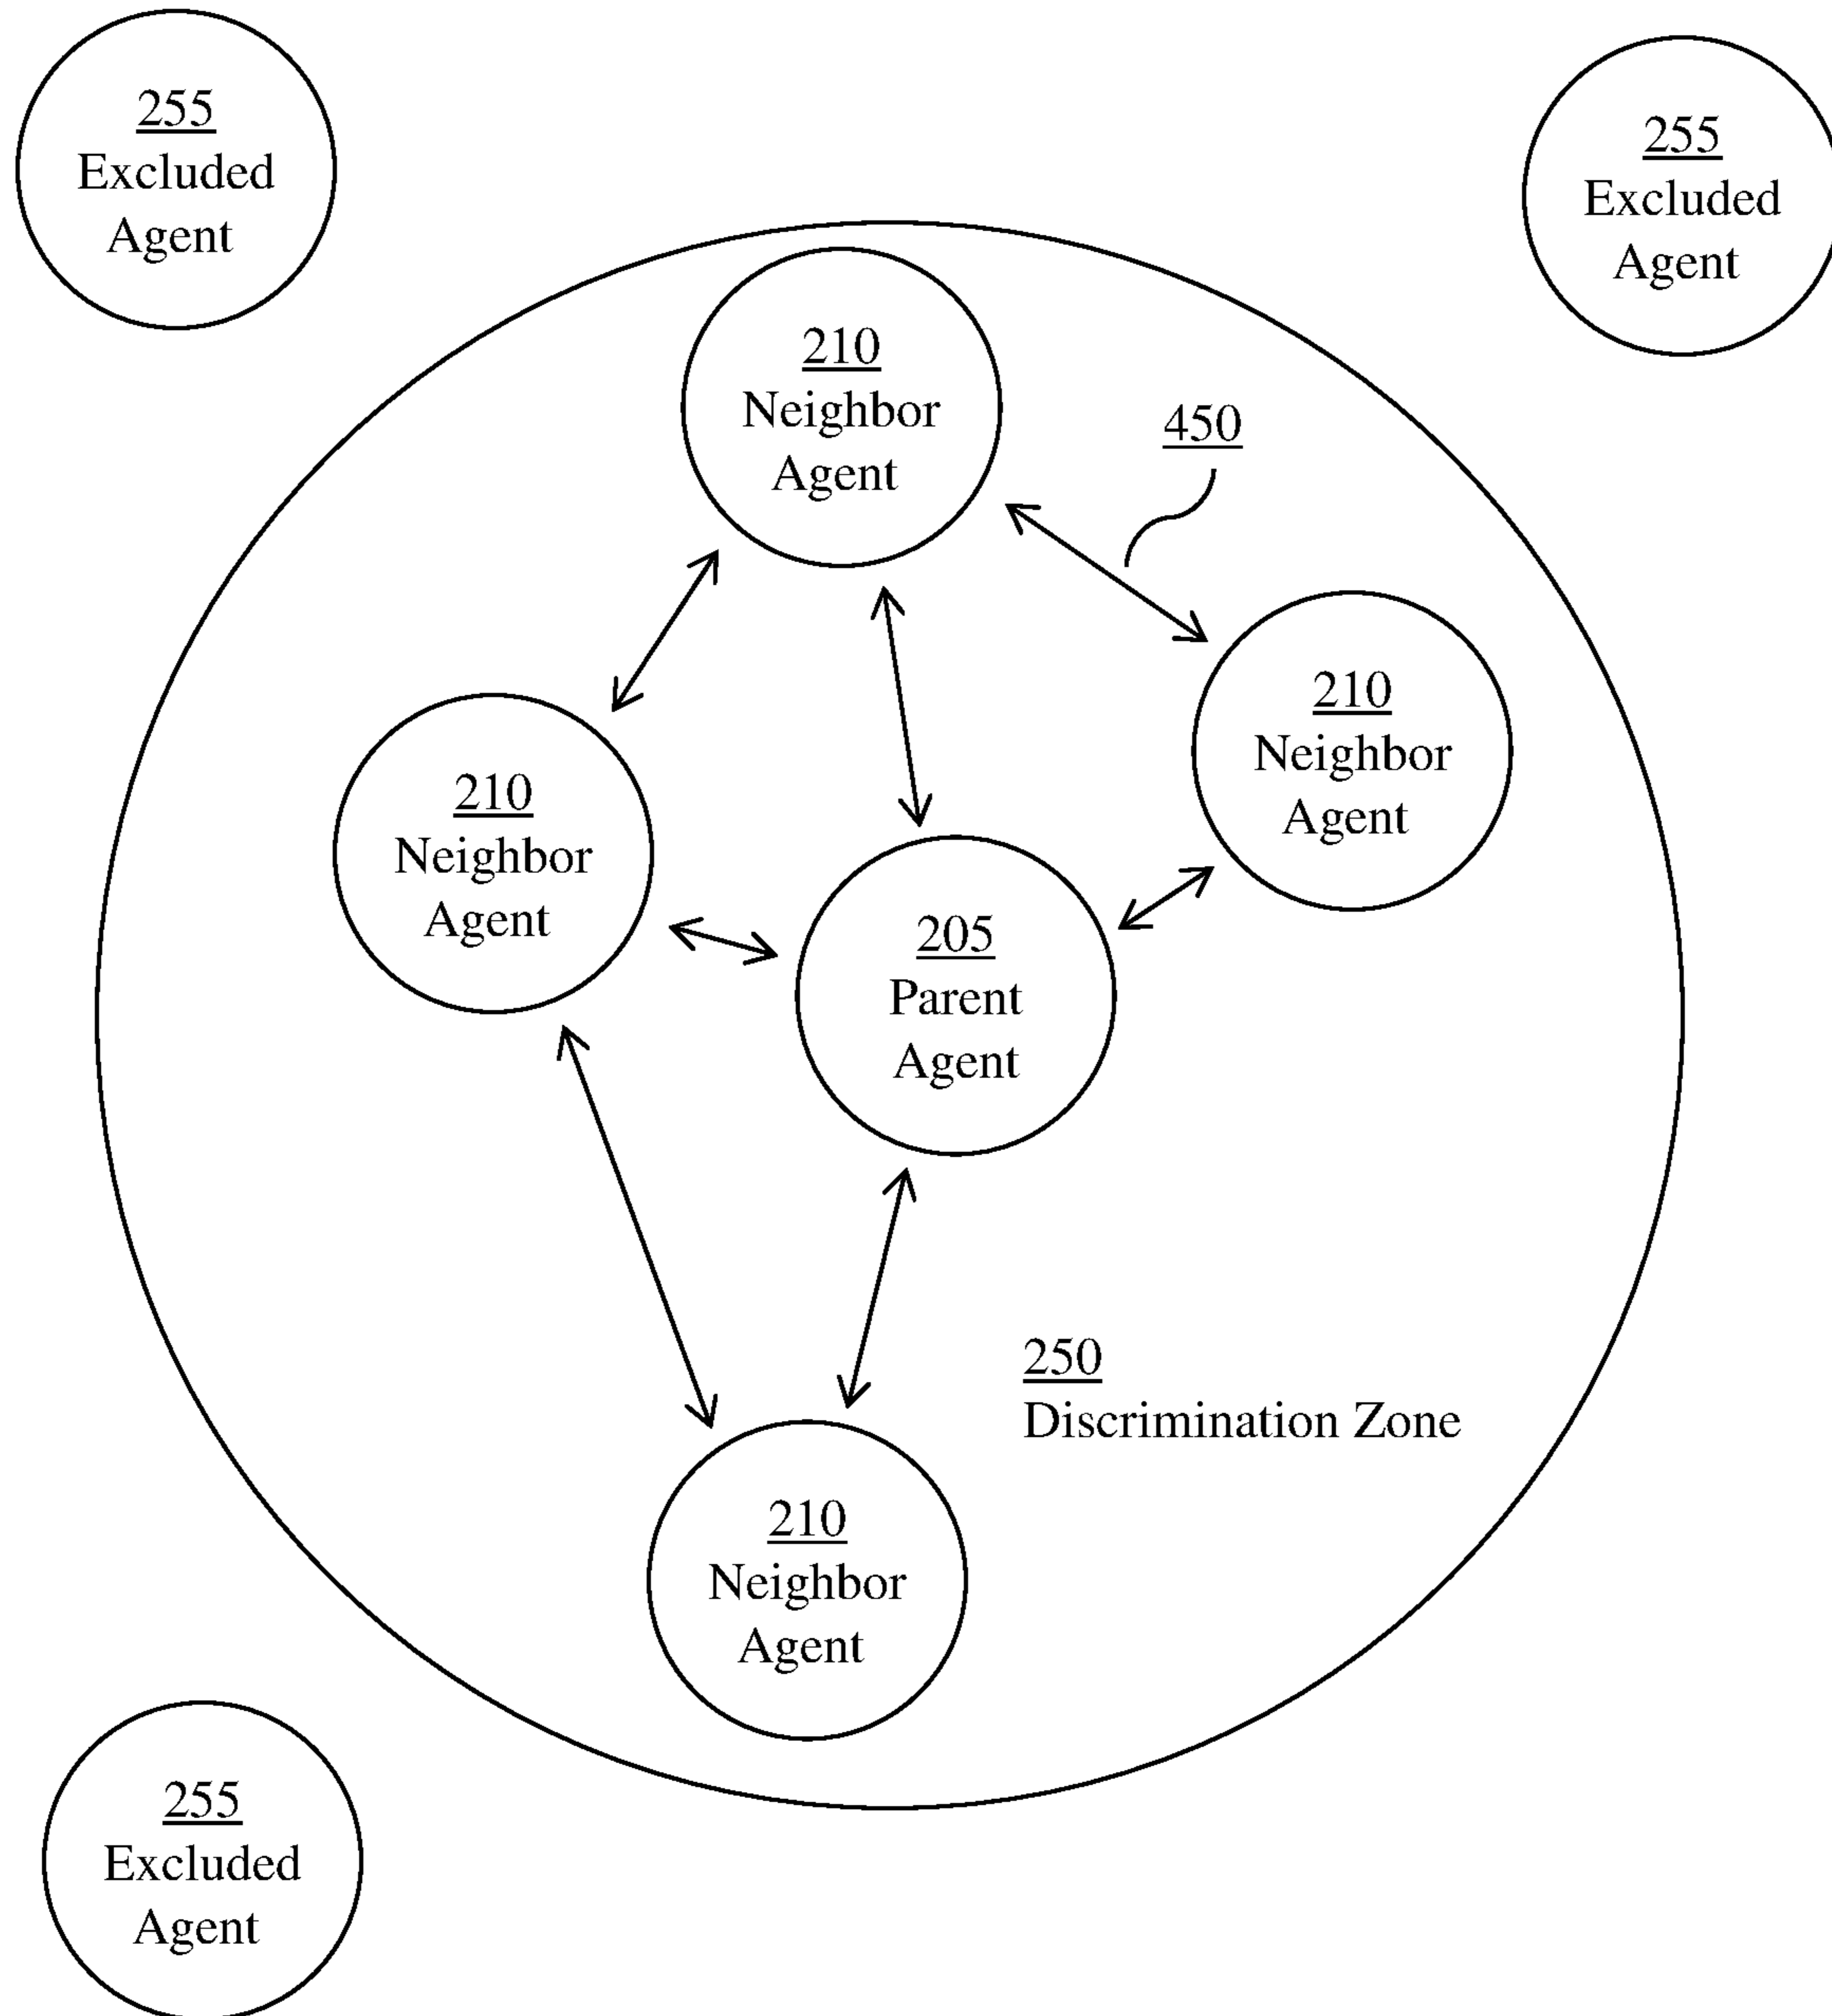 255
Excluded
Agent
255
Excluded
Agent
210
Neighbor
Agent
450
210
Neighbor
Agent
210
Neighbor
Agent
205
Parent
Agent
250
Discrimination Zone
210
Neighbor
Agent
255
Excluded
Agent